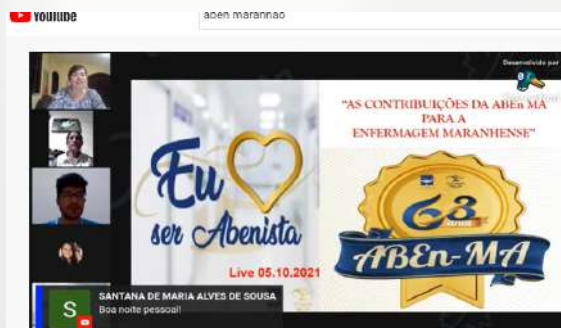 YouTube
aben maranhao
Desenvolvido por
"AS CONTRIBUIÇÕES DA ABEn MA
PARA A
ENFERMAGEM MARANHENSE"
Eu
ser Abenista
63
anos
ABEn-MA
Live 05.10.2021
S
SANTANA DE MARIA ALVES DE SOUSA
Boa noite pessoal!